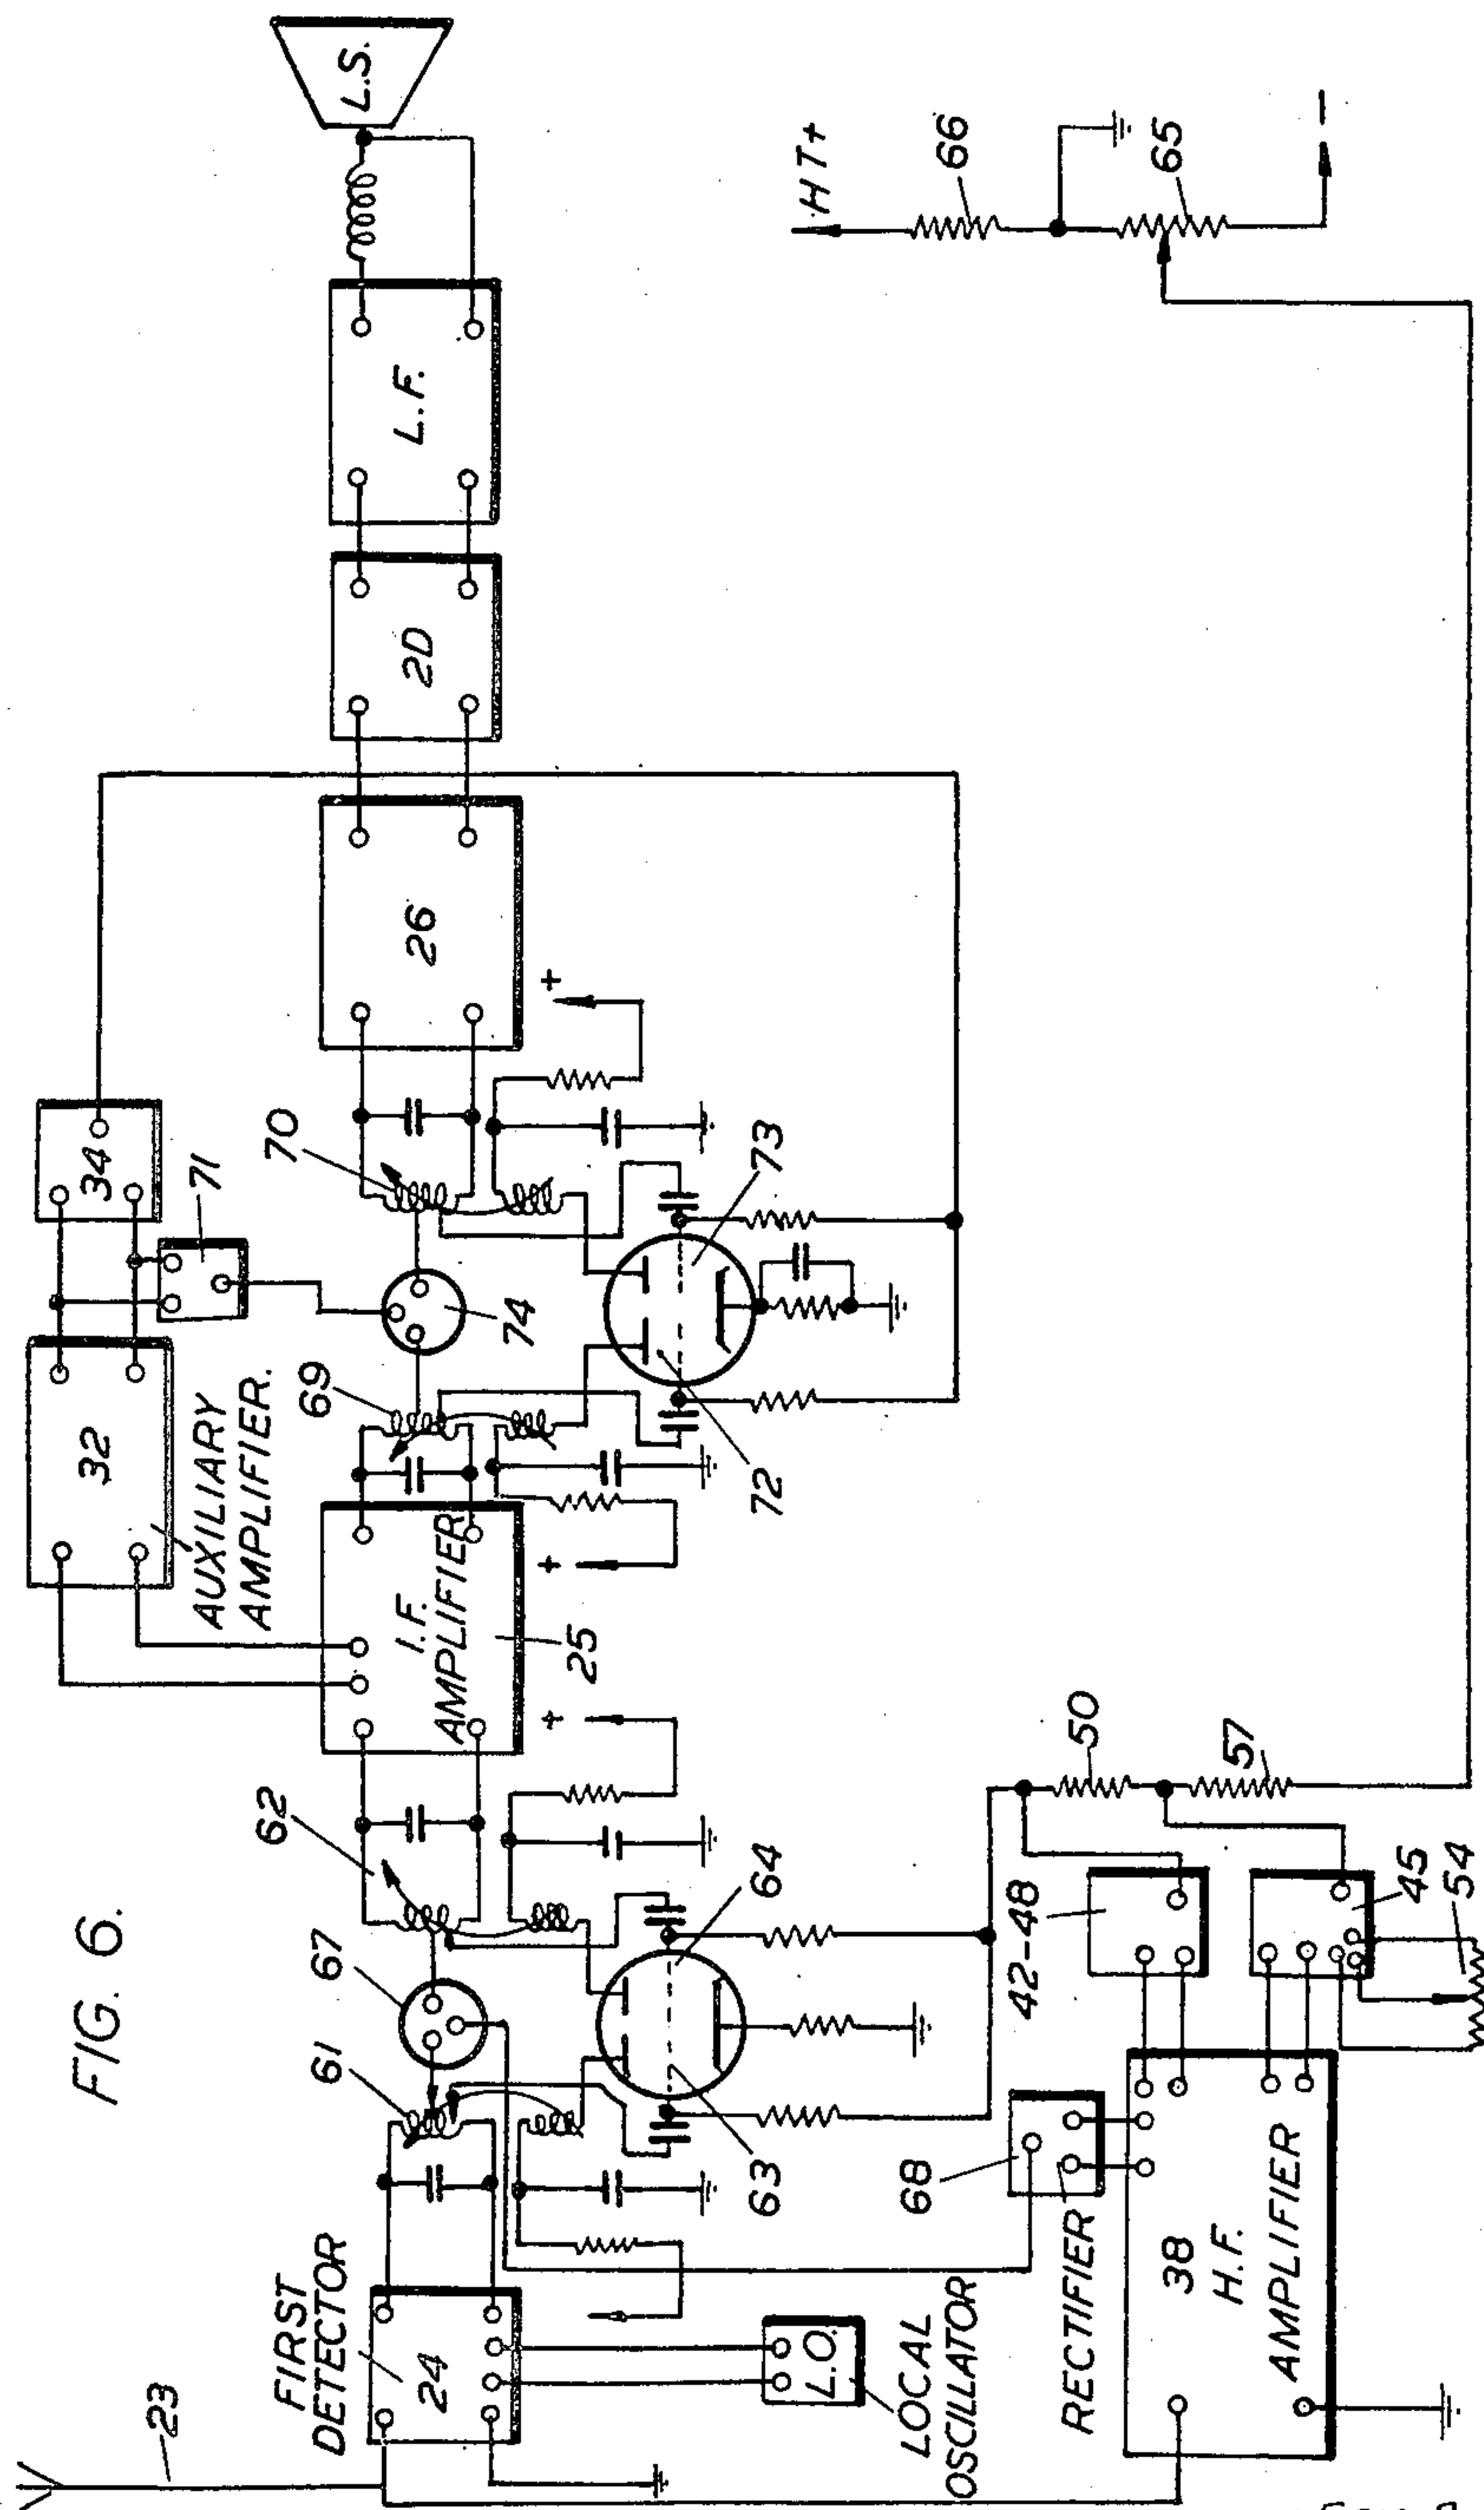 FIG. 6.
23
FIRST
DETECTOR
24
L.O.
LOCAL
OSCILLATOR
61
67
62
63
64
68
RECTIFIER
38
H.F.
AMPLIFIER
42-48
45
54
50
57
I.F.
AMPLIFIER
25
+
32
AUXILIARY
AMPLIFIER.
34
71
69
70
74
72
73
+
+
26
2D
L.F.
L.S.
HT+
66
65
−